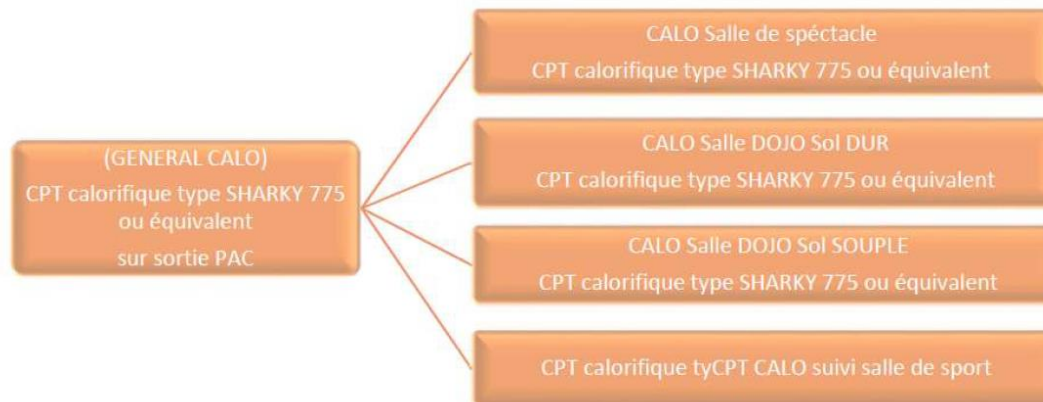 (GENERAL CALO)
CPT calorifique type SHARKY 775
ou équivalent
sur sortie PAC
CALO Salle de spéctacle
CPT calorifique type SHARKY 775 ou équivalent
CALO Salle DOJO Sol DUR
CPT calorifique type SHARKY 775 ou équivalent
CALO Salle DOJO Sol SOUPLE
CPT calorifique type SHARKY 775 ou équivalent
CPT calorifique tyCPT CALO suivi salle de sport